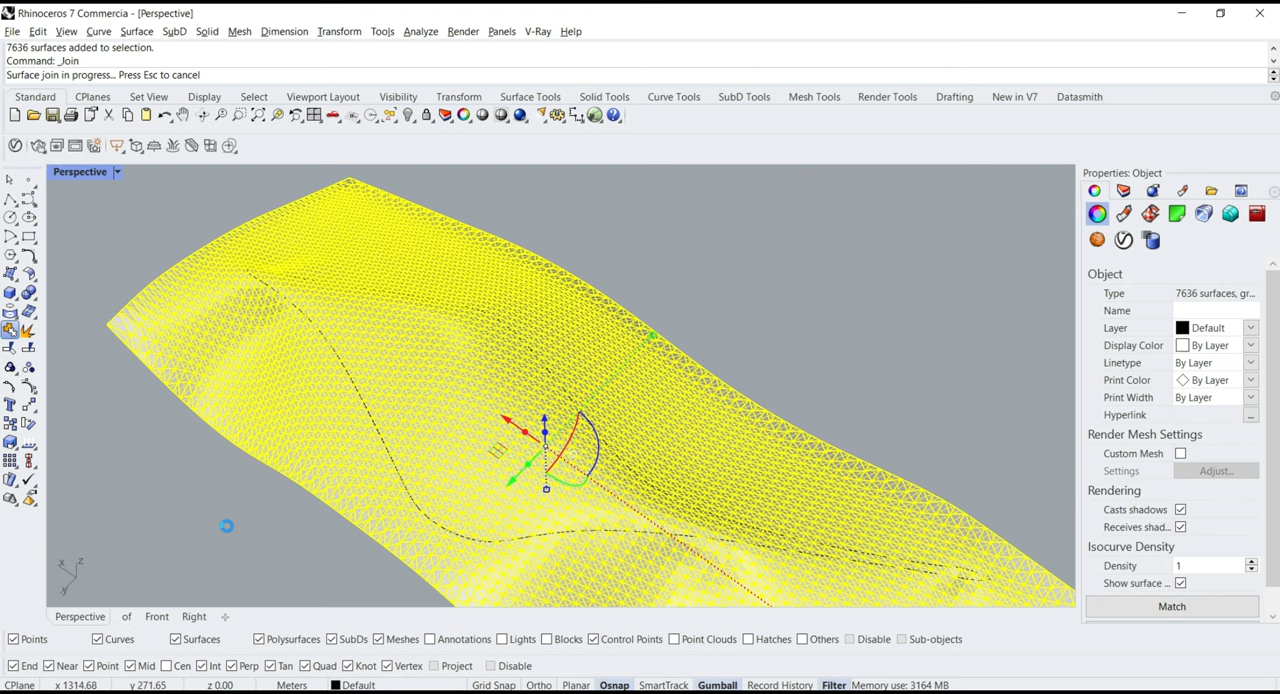 Rhinoceros 7 Commercia - [Perspective]
File Edit View Curve Surface SubD Solid Mesh Dimension Transform Tools Analyze Render Panels V-Ray Help
7636 surfaces added to selection.
Command: _Join
Surface join in progress... Press Esc to cancel
Standard CPlanes Set View Display Select Viewport Layout Visibility Transform Surface Tools Solid Tools Curve Tools SubD Tools Mesh Tools Render Tools Drafting New in V7 Datasmith
Perspective
Properties: Object
Object
Type 7636 surfaces, gr...
Name
Layer Default
Display Color By Layer
Linetype By Layer
Print Color By Layer
Print Width By Layer
Hyperlink ...
Render Mesh Settings
Custom Mesh
Settings Adjust...
Rendering
Casts shadows
Receives shad...
Isocurve Density
Density 1
Show surface ...
Match
x z
y
Perspective of Front Right
Points Curves Surfaces Polysurfaces SubDs Meshes Annotations Lights Blocks Control Points Point Clouds Hatches Others Disable Sub-objects
End Near Point Mid Cen Int Perp Tan Quad Knot Vertex Project Disable
CPlane x 1314.68 y 271.65 z 0.00 Meters Default Grid Snap Ortho Planar Osnap SmartTrack Gumball Record History Filter Memory use: 3164 MB